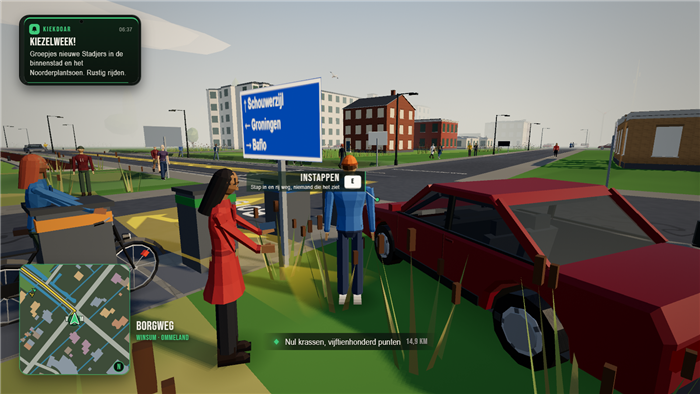 KIEKDOAR
06:37
KIEZELWEEK!
Groepjes nieuwe Stadjers in de
binnenstad en het
Noorderplantsoen. Rustig rijden.
↑ Schouwerzijl
← Groningen
→ Baflo
INSTAPPEN
Stap in en rij weg, niemand die het ziet
E
BORGWEG
WINSUM · OMMELAND
Nul krassen, vijftienhonderd punten
14,9 KM
N